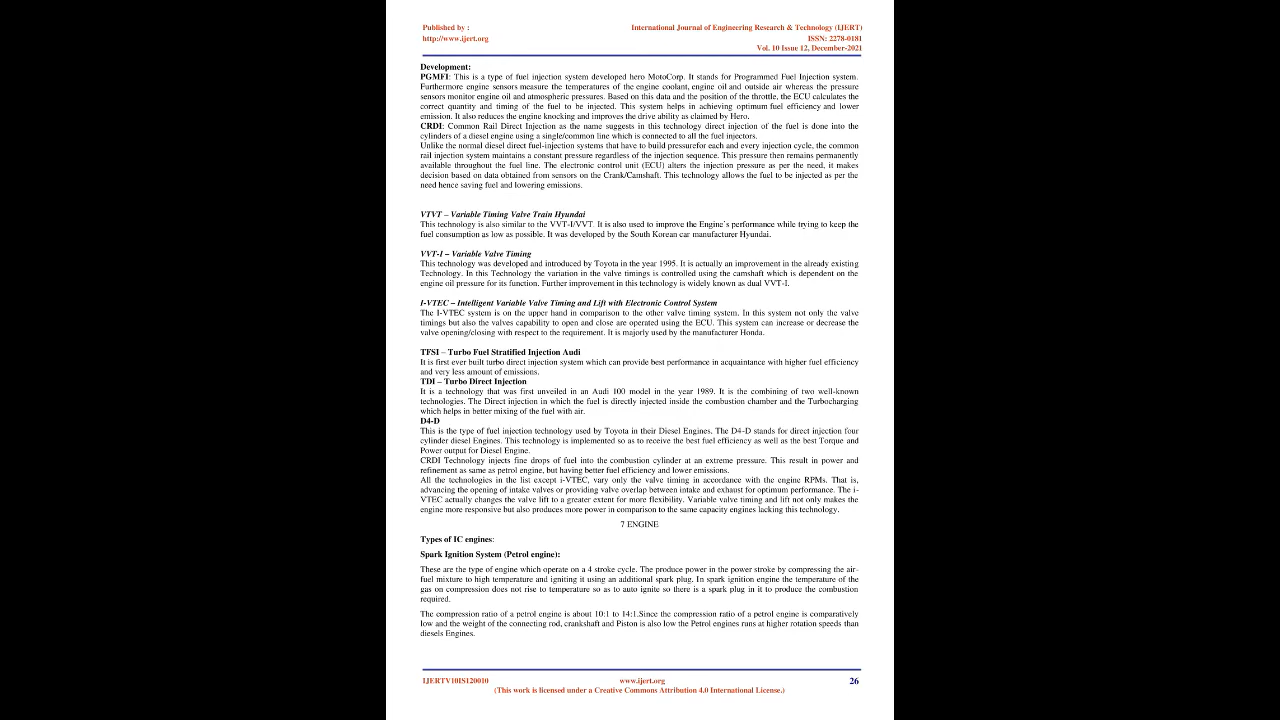 Published by :
International Journal of Engineering Research & Technology (IJERT)
http://www.ijert.org
ISSN: 2278-0181
Vol. 10 Issue 12, December-2021
Development:
PGMFI: This is a type of fuel injection system developed hero MotoCorp. It stands for Programmed Fuel Injection system.
Furthermore engine sensors measure the temperatures of the engine coolant, engine oil and outside air whereas the pressure
sensors monitor engine oil and atmospheric pressures. Based on this data and the position of the throttle, the ECU calculates the
correct quantity and timing of the fuel to be injected. This system helps in achieving optimum fuel efficiency and lower
emission. It also reduces the engine knocking and improves the drive ability as claimed by Hero.
CRDI: Common Rail Direct Injection as the name suggests in this technology direct injection of the fuel is done into the
cylinders of a diesel engine using a single/common line which is connected to all the fuel injectors.
Unlike the normal diesel direct fuel-injection systems that have to build pressurefor each and every injection cycle, the common
rail injection system maintains a constant pressure regardless of the injection sequence. This pressure then remains permanently
available throughout the fuel line. The electronic control unit (ECU) alters the injection pressure as per the need, it makes
decision based on data obtained from sensors on the Crank/Camshaft. This technology allows the fuel to be injected as per the
need hence saving fuel and lowering emissions.
VTVT – Variable Timing Valve Train Hyundai
This technology is also similar to the VVT-I/VVT. It is also used to improve the Engine's performance while trying to keep the
fuel consumption as low as possible. It was developed by the South Korean car manufacturer Hyundai.
VVT-I – Variable Valve Timing
This technology was developed and introduced by Toyota in the year 1995. It is actually an improvement in the already existing
Technology. In this Technology the variation in the valve timings is controlled using the camshaft which is dependent on the
engine oil pressure for its function. Further improvement in this technology is widely known as dual VVT-I.
I-VTEC – Intelligent Variable Valve Timing and Lift with Electronic Control System
The I-VTEC system is on the upper hand in comparison to the other valve timing system. In this system not only the valve
timings but also the valves capability to open and close are operated using the ECU. This system can increase or decrease the
valve opening/closing with respect to the requirement. It is majorly used by the manufacturer Honda.
TFSI – Turbo Fuel Stratified Injection Audi
It is first ever built turbo direct injection system which can provide best performance in acquaintance with higher fuel efficiency
and very less amount of emissions.
TDI – Turbo Direct Injection
It is a technology that was first unveiled in an Audi 100 model in the year 1989. It is the combining of two well-known
technologies. The Direct injection in which the fuel is directly injected inside the combustion chamber and the Turbocharging
which helps in better mixing of the fuel with air.
D4-D
This is the type of fuel injection technology used by Toyota in their Diesel Engines. The D4-D stands for direct injection four
cylinder diesel Engines. This technology is implemented so as to receive the best fuel efficiency as well as the best Torque and
Power output for Diesel Engine.
CRDI Technology injects fine drops of fuel into the combustion cylinder at an extreme pressure. This result in power and
refinement as same as petrol engine, but having better fuel efficiency and lower emissions.
All the technologies in the list except i-VTEC, vary only the valve timing in accordance with the engine RPMs. That is,
advancing the opening of intake valves or providing valve overlap between intake and exhaust for optimum performance. The i-
VTEC actually changes the valve lift to a greater extent for more flexibility. Variable valve timing and lift not only makes the
engine more responsive but also produces more power in comparison to the same capacity engines lacking this technology.
7 ENGINE
Types of IC engines:
Spark Ignition System (Petrol engine):
These are the type of engine which operate on a 4 stroke cycle. The produce power in the power stroke by compressing the air-
fuel mixture to high temperature and igniting it using an additional spark plug. In spark ignition engine the temperature of the
gas on compression does not rise to temperature so as to auto ignite so there is a spark plug in it to produce the combustion
required.
The compression ratio of a petrol engine is about 10:1 to 14:1.Since the compression ratio of a petrol engine is comparatively
low and the weight of the connecting rod, crankshaft and Piston is also low the Petrol engines runs at higher rotation speeds than
diesels Engines.
IJERTV10IS120010
www.ijert.org
26
(This work is licensed under a Creative Commons Attribution 4.0 International License.)